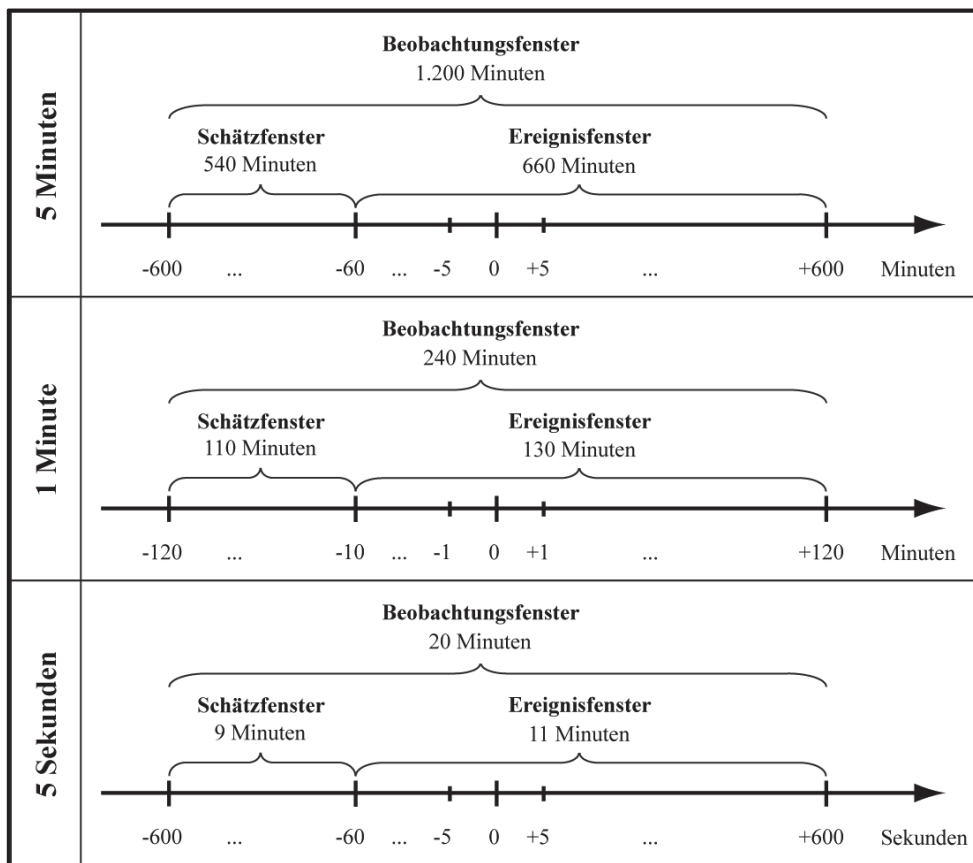 5 Minuten
Beobachtungsfenster
1.200 Minuten
Schätzfenster
540 Minuten
Ereignisfenster
660 Minuten
-600 ... -60 ... -5 0 +5 ... +600 Minuten
1 Minute
Beobachtungsfenster
240 Minuten
Schätzfenster
110 Minuten
Ereignisfenster
130 Minuten
-120 ... -10 ... -1 0 +1 ... +120 Minuten
5 Sekunden
Beobachtungsfenster
20 Minuten
Schätzfenster
9 Minuten
Ereignisfenster
11 Minuten
-600 ... -60 ... -5 0 +5 ... +600 Sekunden